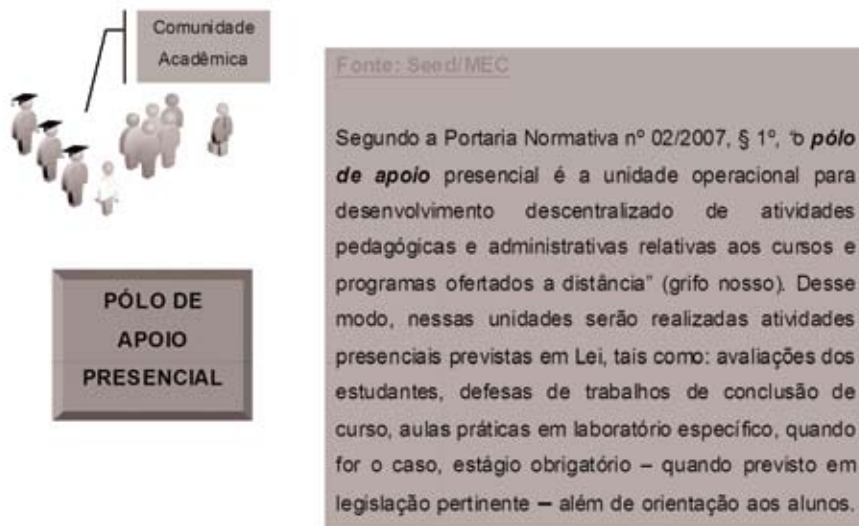 Comunidade
Acadêmica
Fonte: Seed/MEC
Segundo a Portaria Normativa nº 02/2007, § 1º, “o pólo
de apoio presencial é a unidade operacional para
desenvolvimento descentralizado de atividades
pedagógicas e administrativas relativas aos cursos e
programas ofertados a distância” (grifo nosso). Desse
modo, nessas unidades serão realizadas atividades
presenciais previstas em Lei, tais como: avaliações dos
estudantes, defesas de trabalhos de conclusão de
curso, aulas práticas em laboratório específico, quando
for o caso, estágio obrigatório – quando previsto em
legislação pertinente – além de orientação aos alunos.
PÓLO DE
APOIO
PRESENCIAL